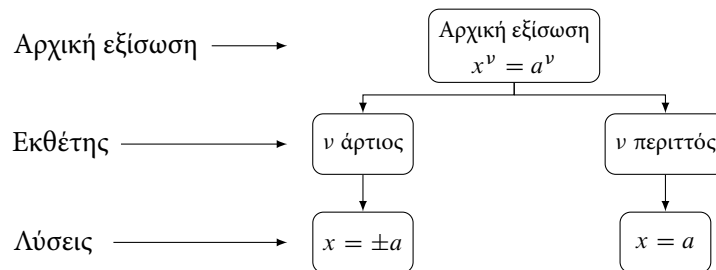 Αρχική εξίσωση
Αρχική εξίσωση
x^ν = a^ν
Εκθέτης
ν άρτιος
ν περιττός
Λύσεις
x = ±a
x = a